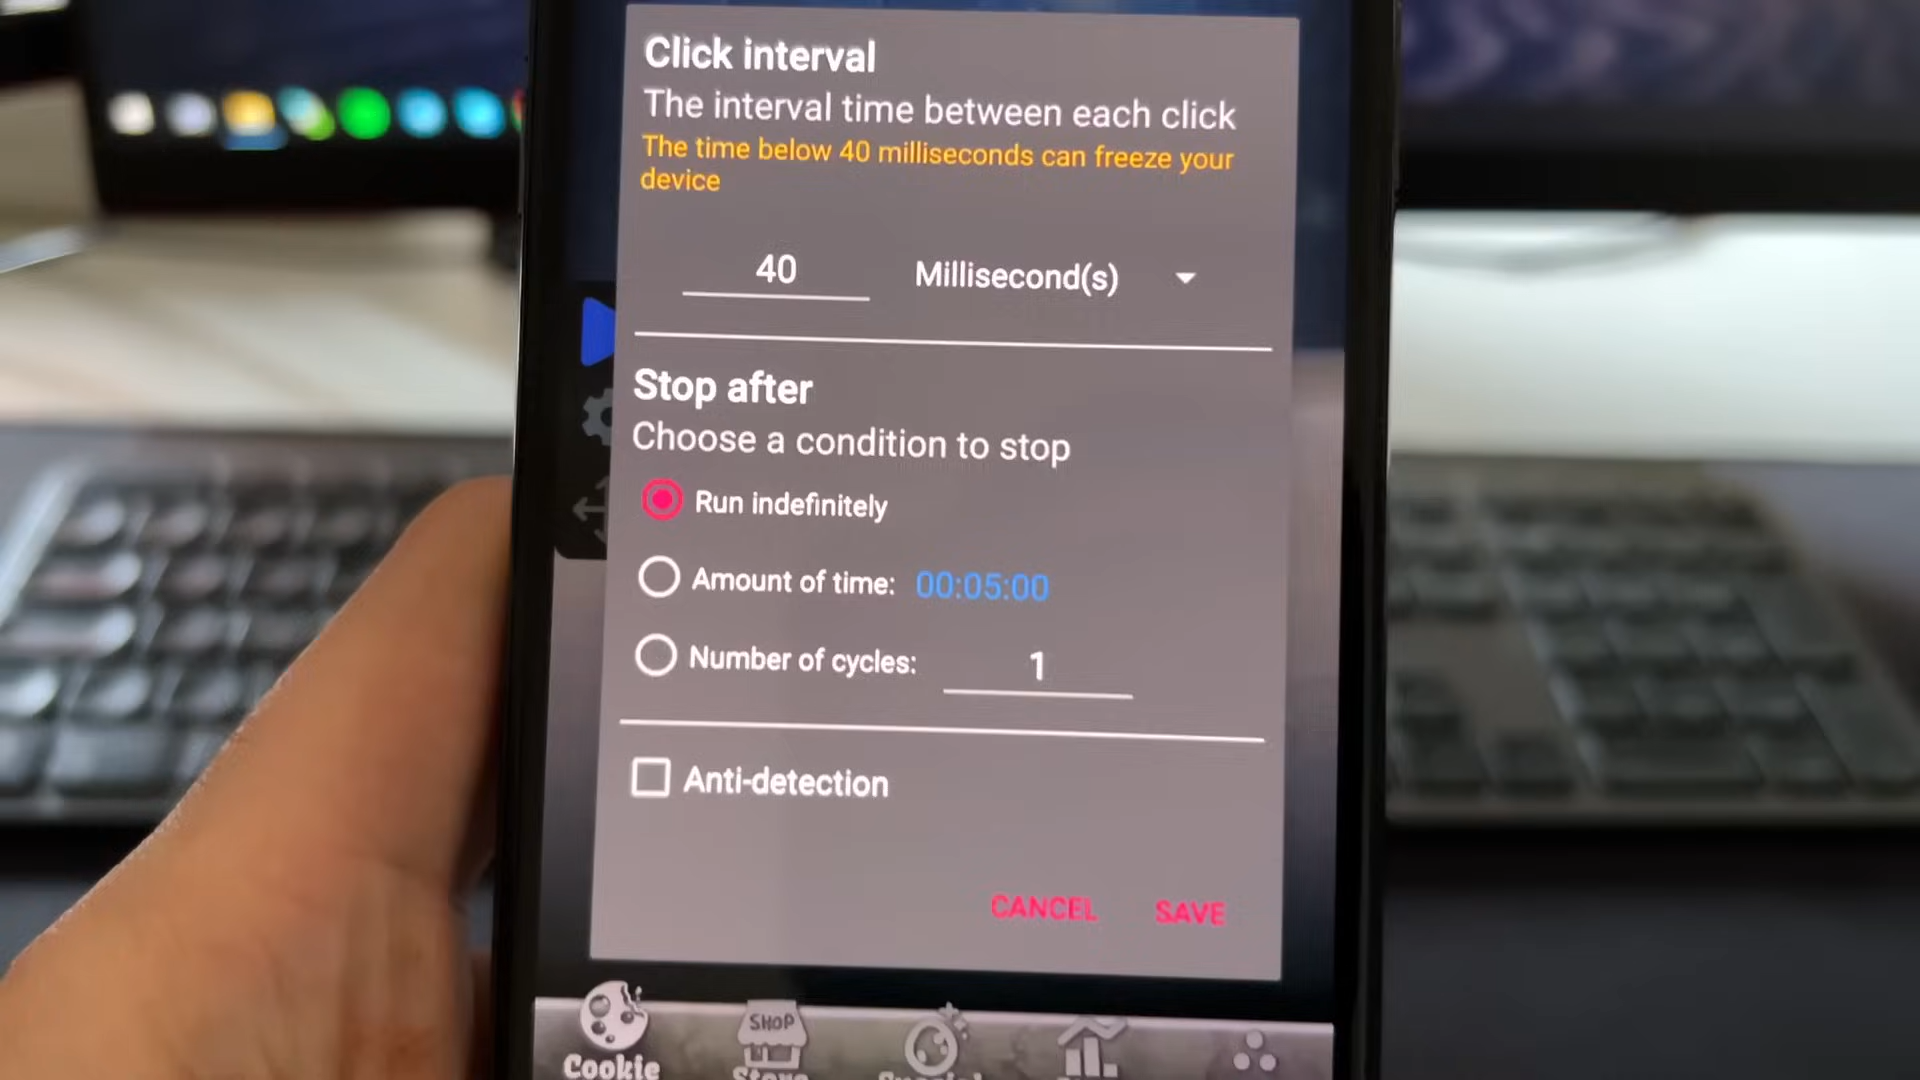 Click interval
The interval time between each click
The time below 40 milliseconds can freeze your
device
40 Millisecond(s)
Stop after
Choose a condition to stop
Run indefinitely
Amount of time: 00:05:00
Number of cycles: 1
Anti-detection
CANCEL SAVE
SHOP
Cookie